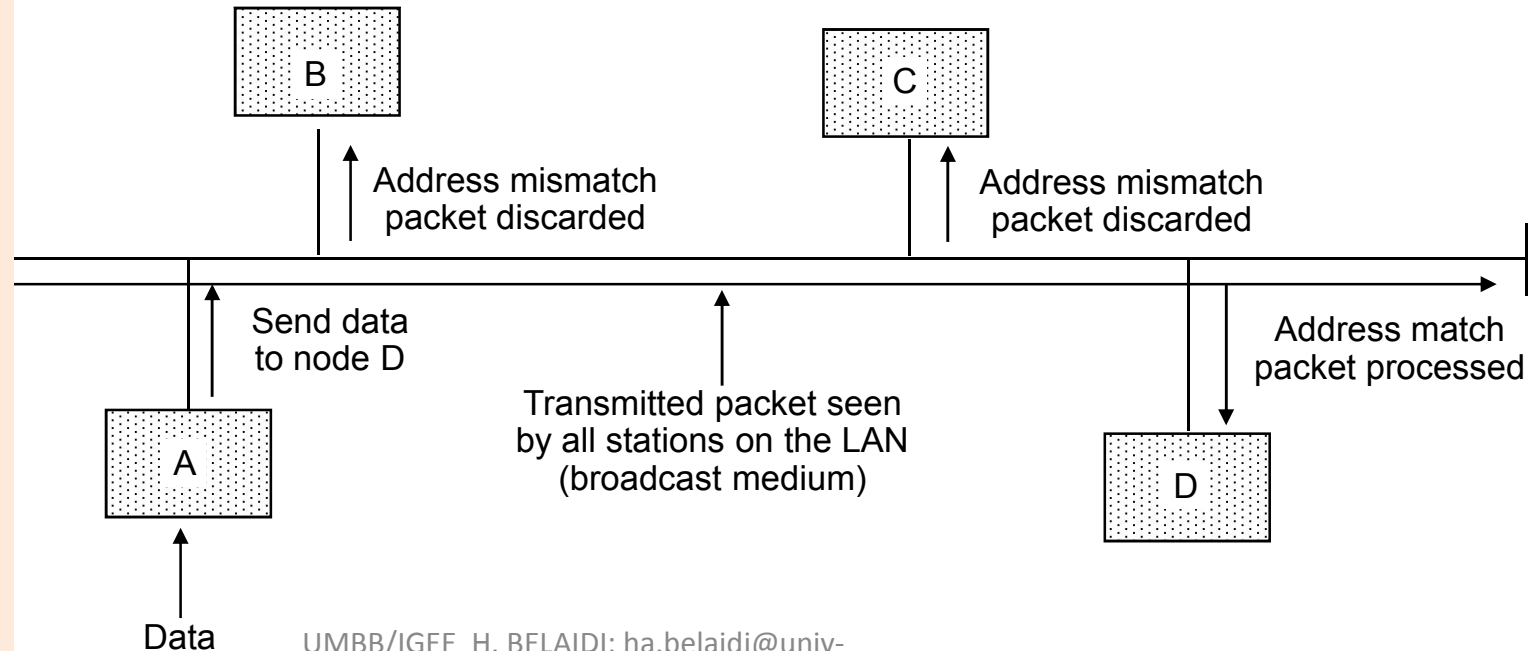 B
C
Address mismatch
packet discarded
Address mismatch
packet discarded
Send data
to node D
Address match
packet processed
Transmitted packet seen
by all stations on the LAN
(broadcast medium)
A
D
Data
UMBB/IGEE H. BELAIDI: ha.belaidi@univ-